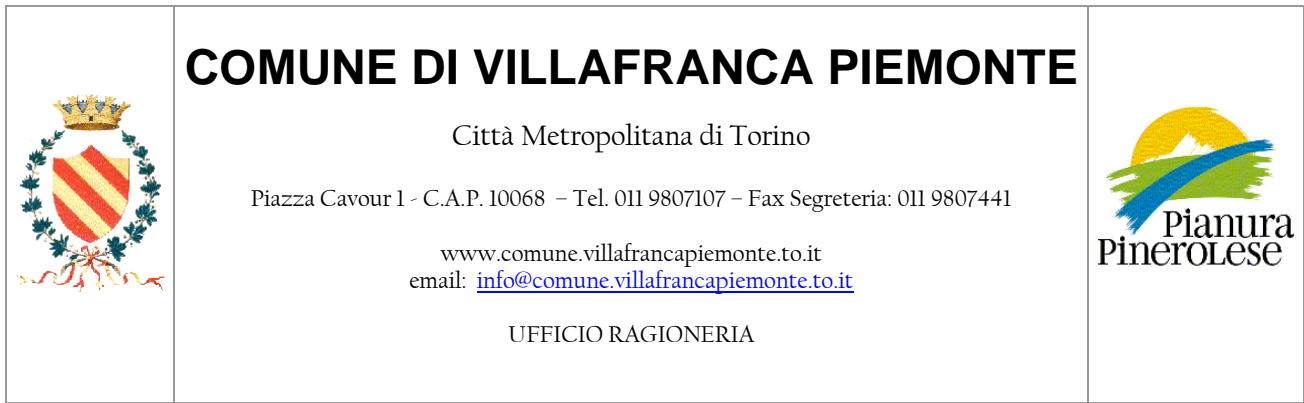 COMUNE DI VILLAFRANCA PIEMONTE
Città Metropolitana di Torino
Piazza Cavour 1 - C.A.P. 10068 – Tel. 011 9807107 – Fax Segreteria: 011 9807441
www.comune.villafrancapiemonte.to.it
email: info@comune.villafrancapiemonte.to.it
UFFICIO RAGIONERIA
Pianura
Pinerolese